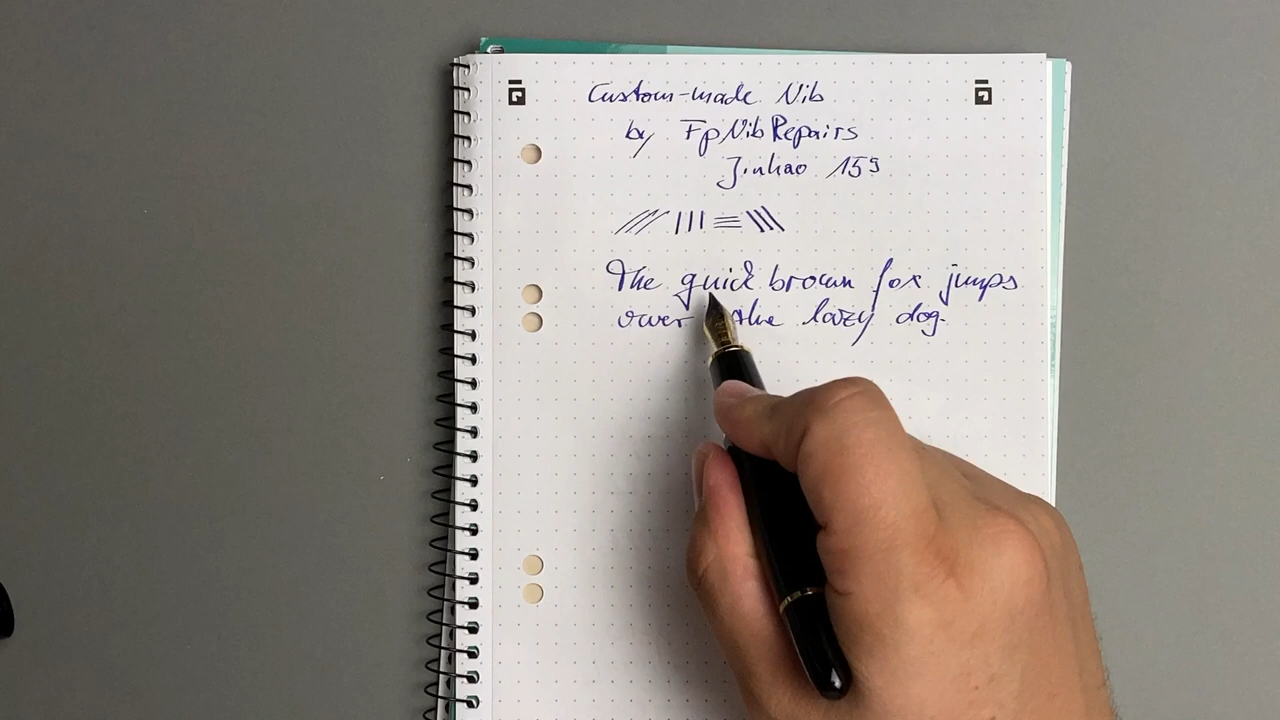 Custom-made Nib
by FpNibRepairs
Jinhao 159
The quick brown fox jumps
over the lazy dog.